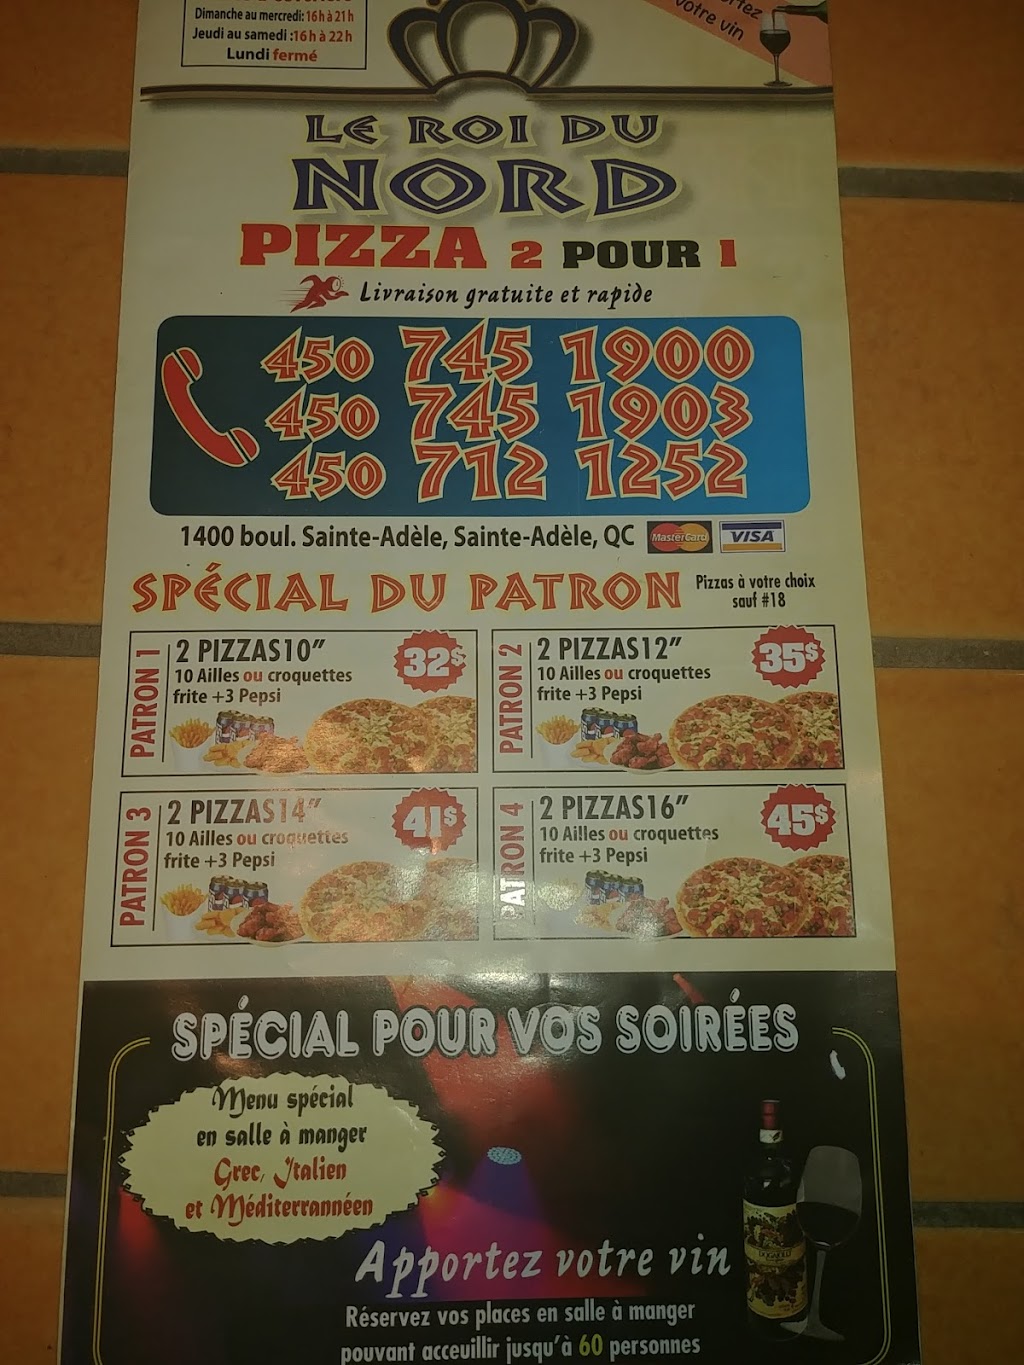 Dimanche au mercredi: 16h à 21h
Jeudi au samedi :16h à 22h
Lundi fermé
votre vin
LE ROI DU
NORD
PIZZA 2 POUR 1
Livraison gratuite et rapide
450 745 1900
450 745 1903
450 712 1252
1400 boul. Sainte-Adèle, Sainte-Adèle, QC MasterCard VISA
SPÉCIAL DU PATRON
Pizzas à votre choix
sauf #18
PATRON 1
2 PIZZAS10"
32$
10 Ailles ou croquettes
frite +3 Pepsi
PATRON 2
2 PIZZAS12"
35$
10 Ailles ou croquettes
frite +3 Pepsi
PATRON 3
2 PIZZAS14"
41$
10 Ailles ou croquettes
frite +3 Pepsi
PATRON 4
2 PIZZAS16"
45$
10 Ailles ou croquettes
frite +3 Pepsi
SPÉCIAL POUR VOS SOIRÉES
Menu spécial
en salle à manger
Grec, Italien
et Méditerrannéen
Apportez votre vin
Réservez vos places en salle à manger
pouvant acceuillir jusqu'à 60 personnes